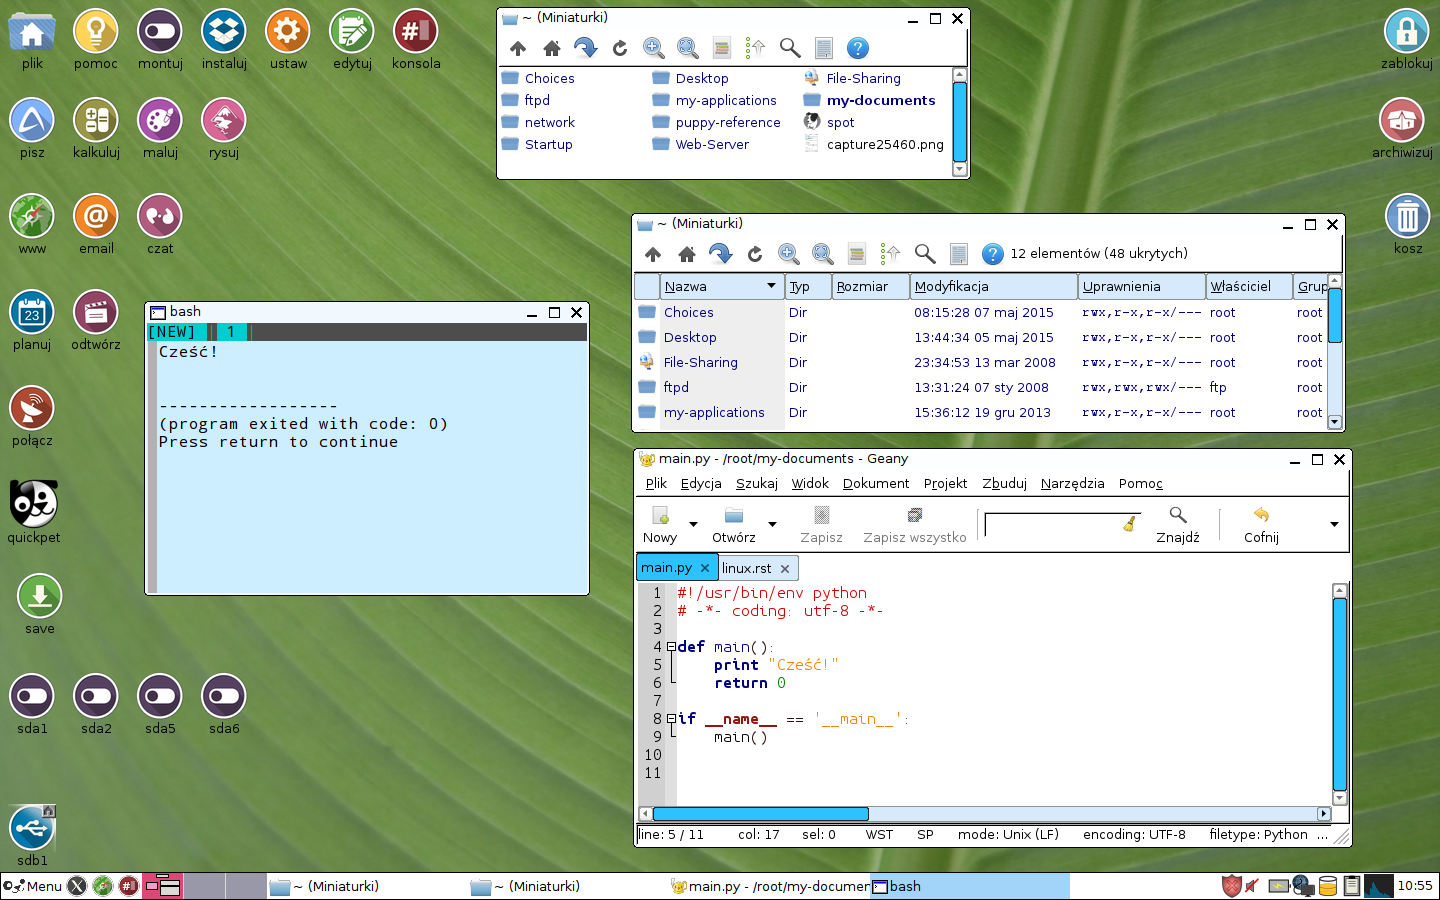 plik
pomoc
montuj
instaluj
ustaw
edytuj
konsola
pisz
kalkuluj
maluj
rysuj
www
email
czat
23
planuj
odtwórz
połącz
quickpet
save
sda1
sda2
sda5
sda6
sdb1
zablokuj
archiwizuj
kosz
~ (Miniaturki)
Choices Desktop File-Sharing
ftpd my-applications my-documents
network puppy-reference spot
Startup Web-Server capture25460.png
~ (Miniaturki)
12 elementów (48 ukrytych)
Nazwa Typ Rozmiar Modyfikacja Uprawnienia Właściciel Grup
Choices Dir 08:15:28 07 maj 2015 rwx,r-x,r-x/--- root root
Desktop Dir 13:44:34 05 maj 2015 rwx,r-x,r-x/--- root root
File-Sharing Dir 23:34:53 13 mar 2008 rwx,r-x,r-x/--- root root
ftpd Dir 13:31:24 07 sty 2008 rwx,rwx,rwx/--- ftp root
my-applications Dir 15:36:12 19 gru 2013 rwx,r-x,r-x/--- root root
bash
[NEW] 1
Cześć!
------------------
(program exited with code: 0)
Press return to continue
main.py - /root/my-documents - Geany
Plik Edycja Szukaj Widok Dokument Projekt Zbuduj Narzędzia Pomoc
Nowy Otwórz Zapisz Zapisz wszystko Znajdź Cofnij
main.py linux.rst
1 #!/usr/bin/env python
2 # -*- coding: utf-8 -*-
3
4 def main():
5 print "Cześć!"
6 return 0
7
8 if __name__ == '__main__':
9 main()
10
11
line: 5 / 11 col: 17 sel: 0 WST SP mode: Unix (LF) encoding: UTF-8 filetype: Python ...
Menu ~ (Miniaturki) ~ (Miniaturki) main.py - /root/my-documen bash 10:55